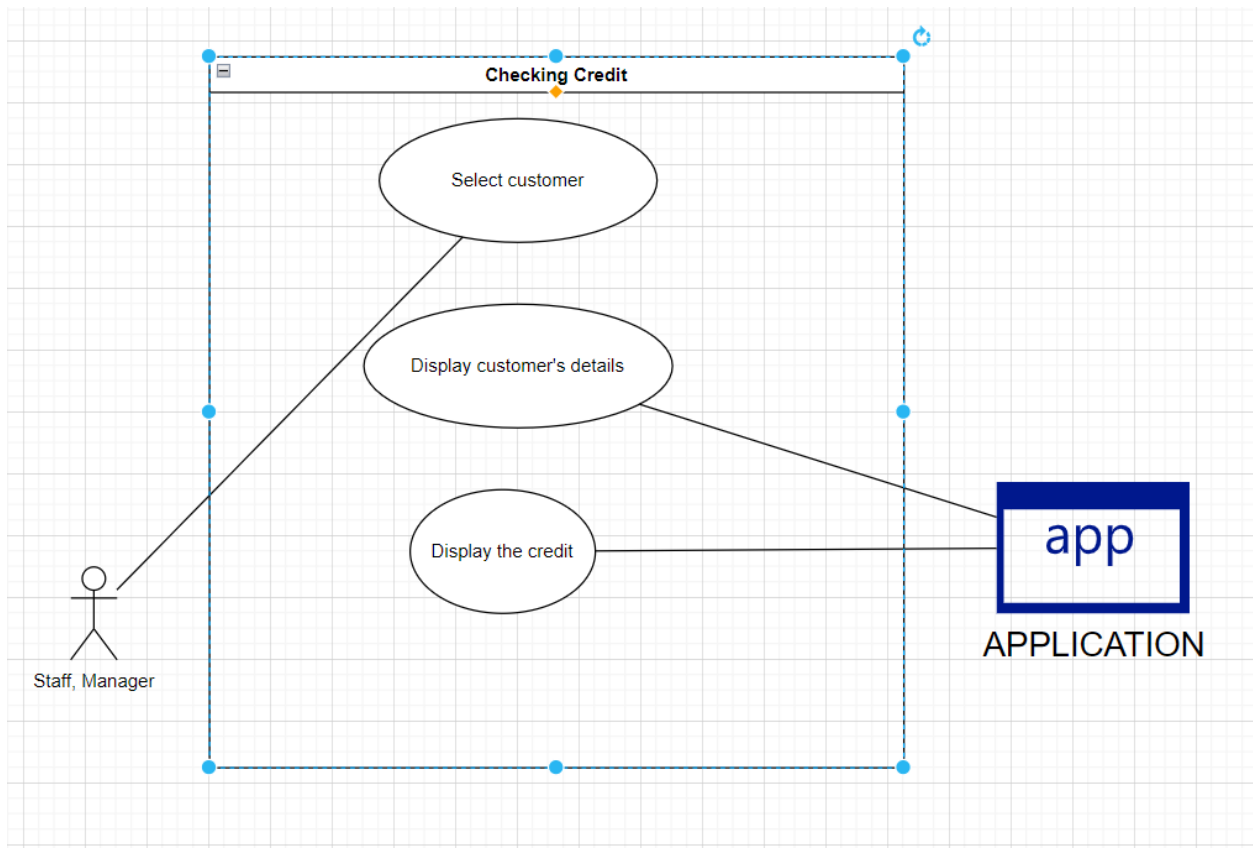 Checking Credit
Select customer
Display customer's details
Display the credit
app
APPLICATION
Staff, Manager